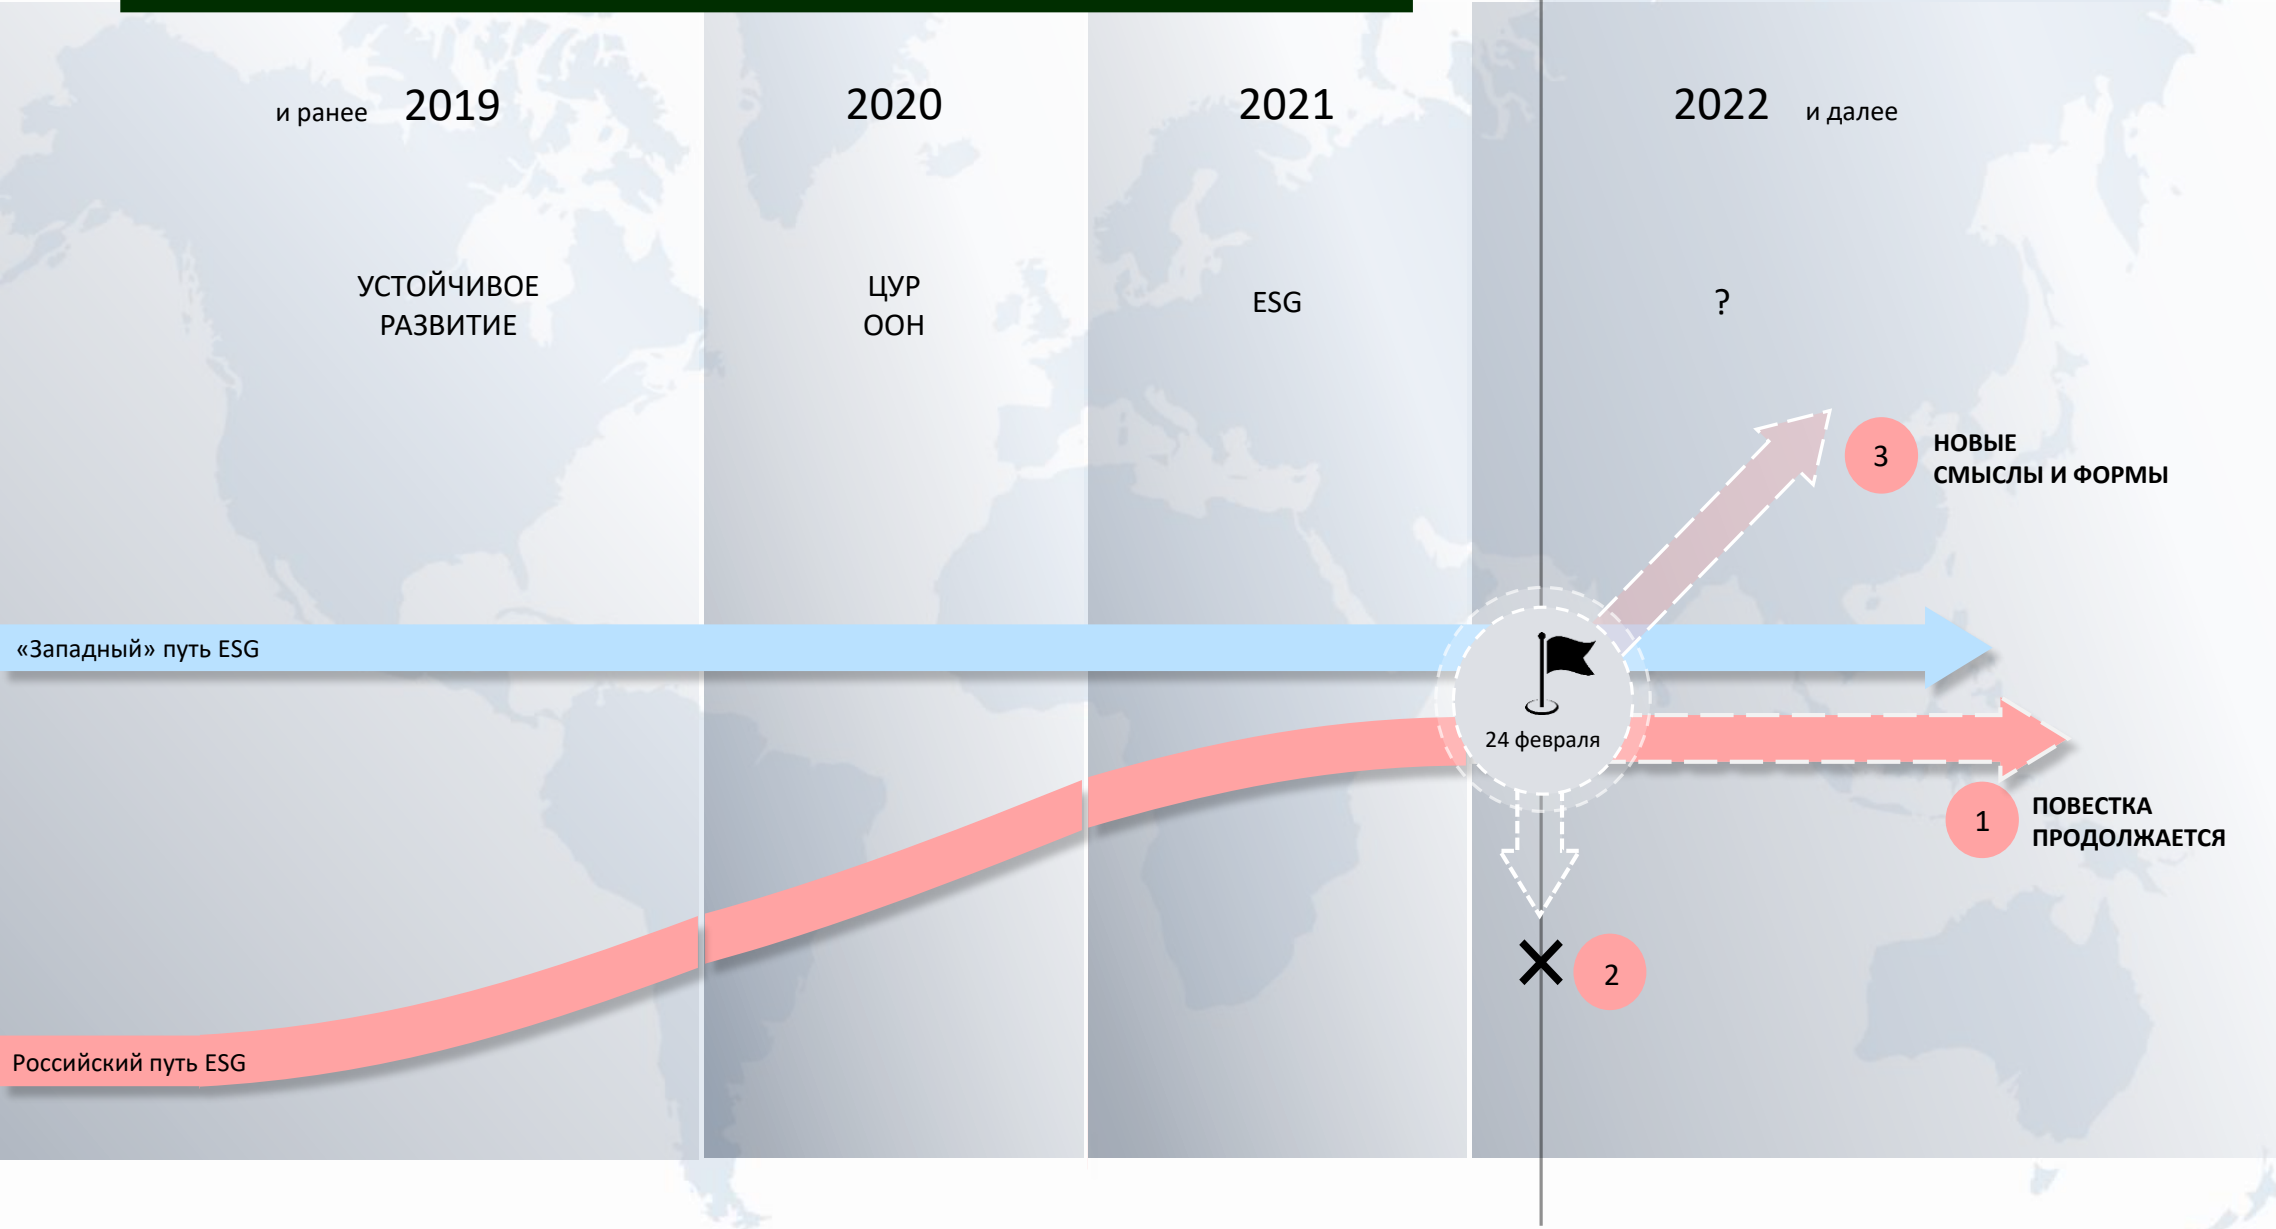 и ранее 2019
2020
2021
2022 и далее
УСТОЙЧИВОЕ
РАЗВИТИЕ
ЦУР
ООН
ESG
?
3
НОВЫЕ
СМЫСЛЫ И ФОРМЫ
«Западный» путь ESG
24 февраля
1
ПОВЕСТКА
ПРОДОЛЖАЕТСЯ
2
Российский путь ESG